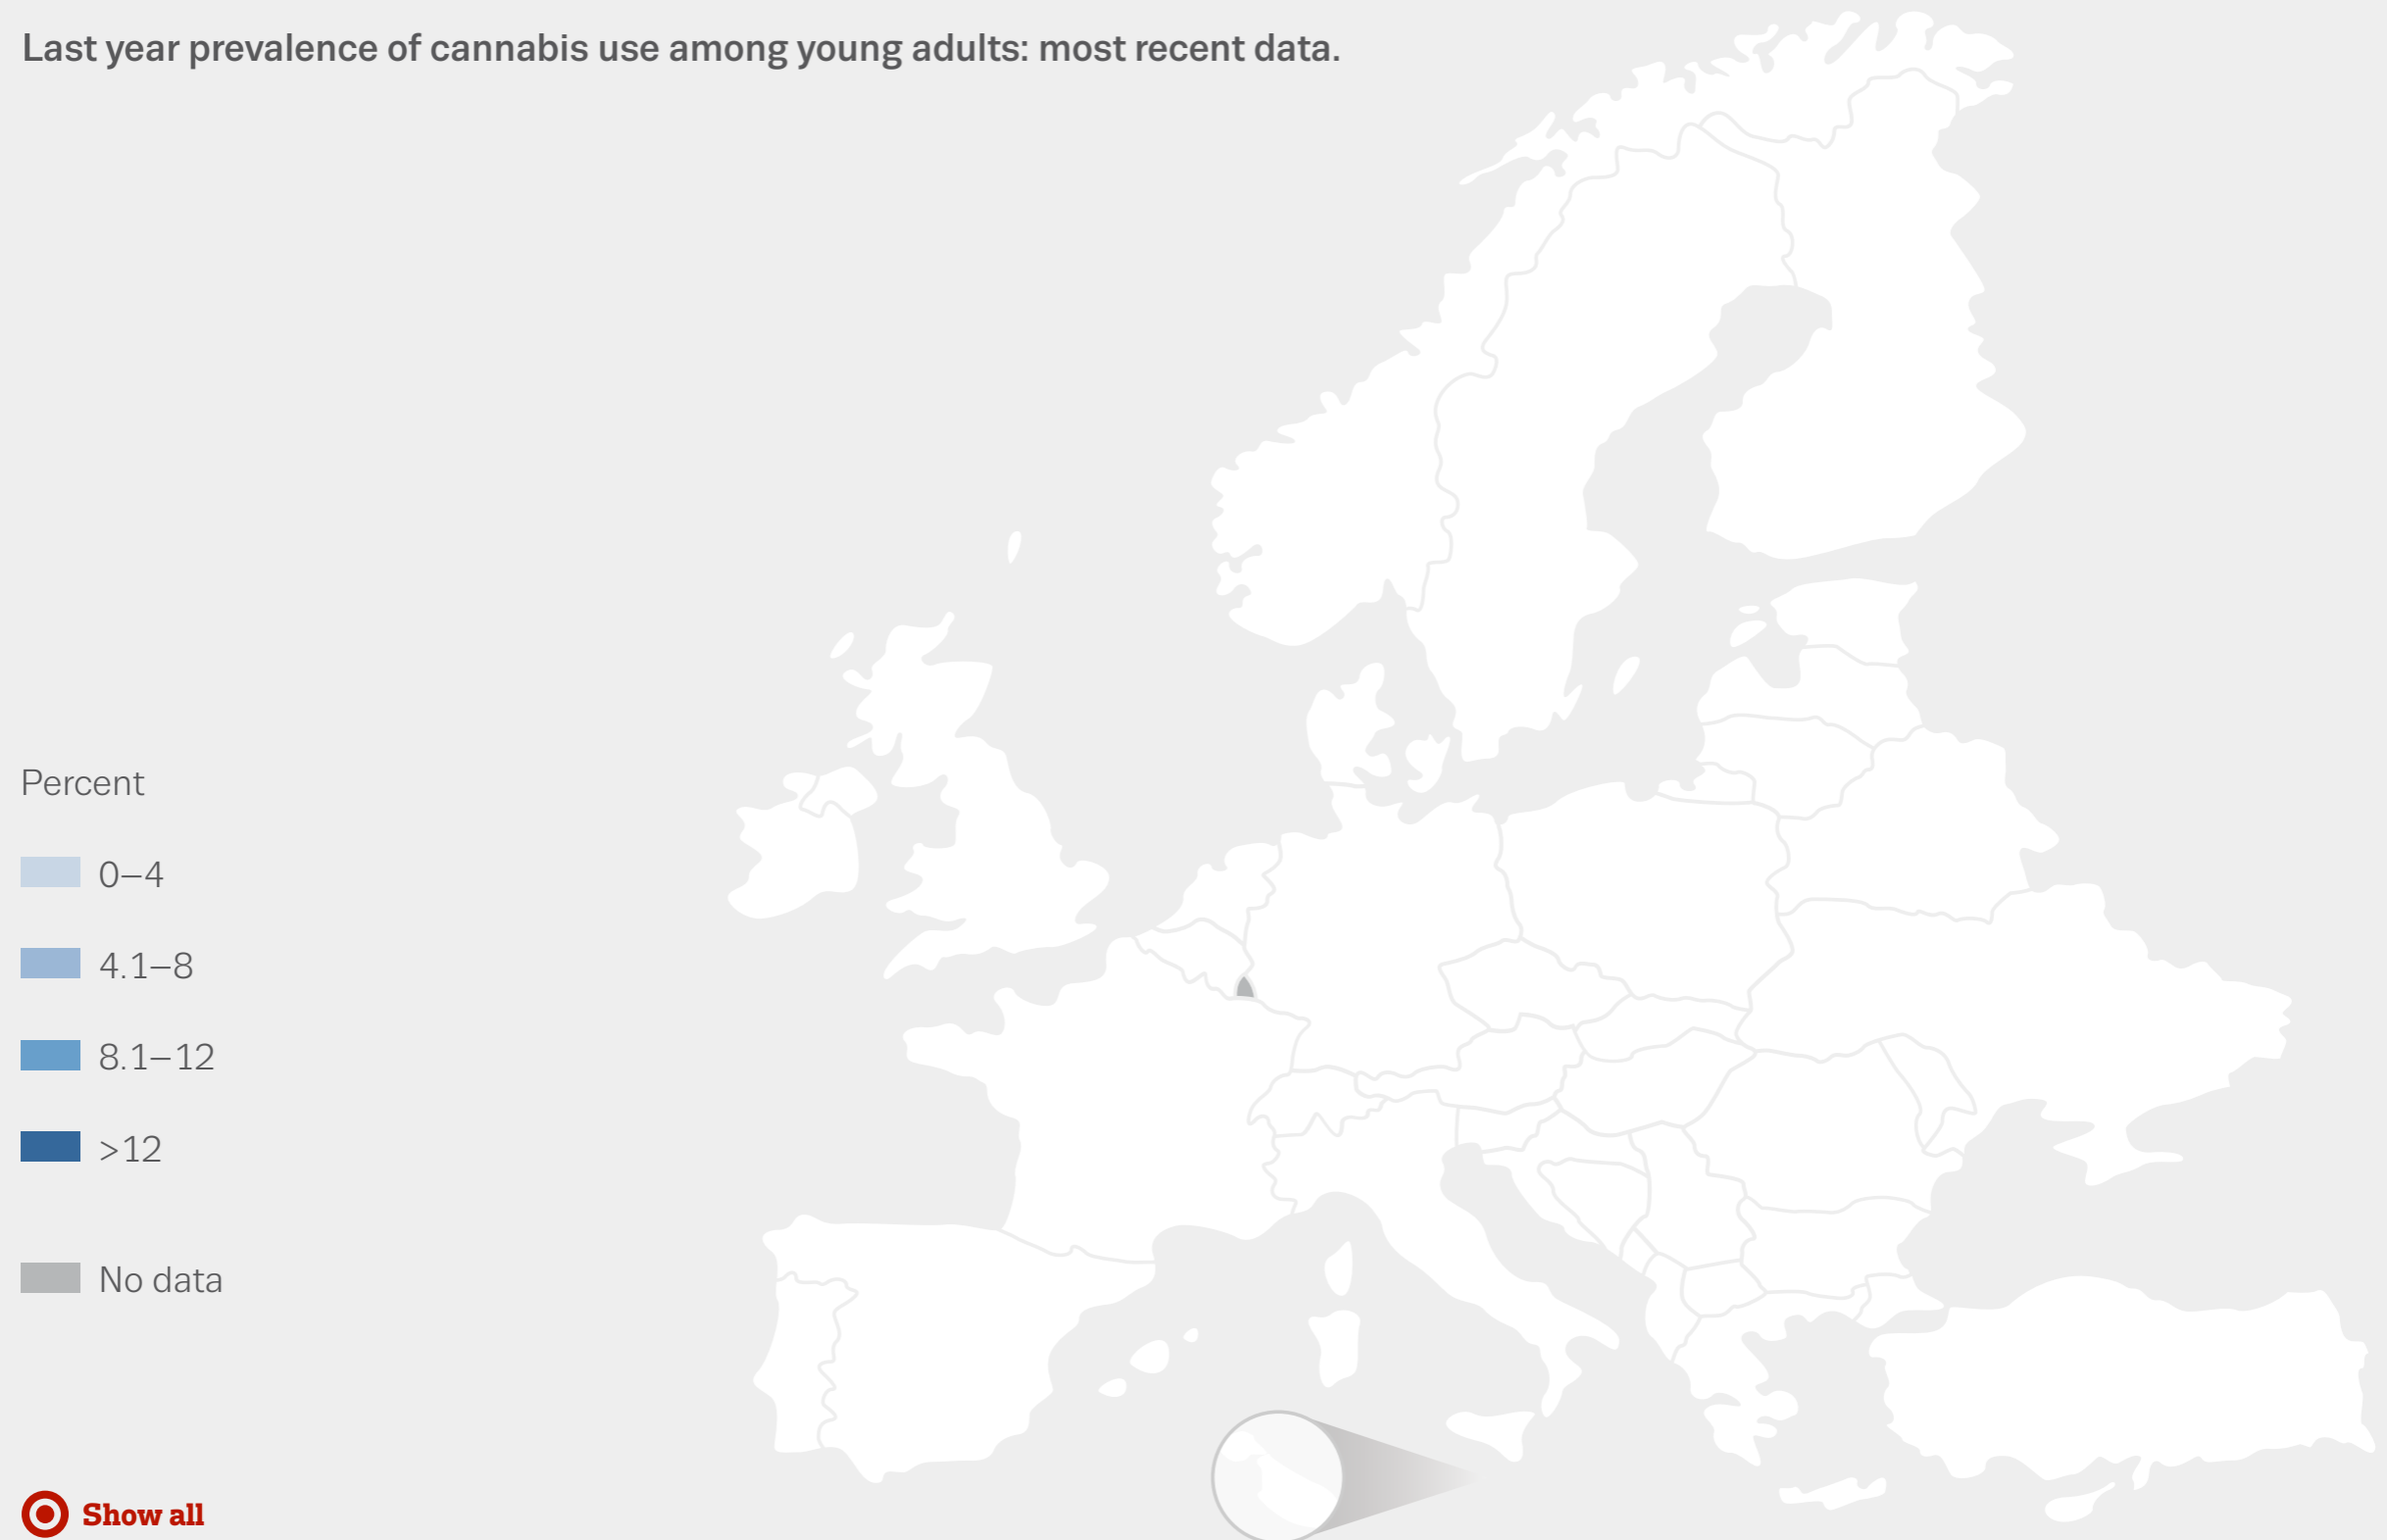 Last year prevalence of cannabis use among young adults: most recent data.
Percent
0–4
4.1–8
8.1–12
>12
No data
Show all